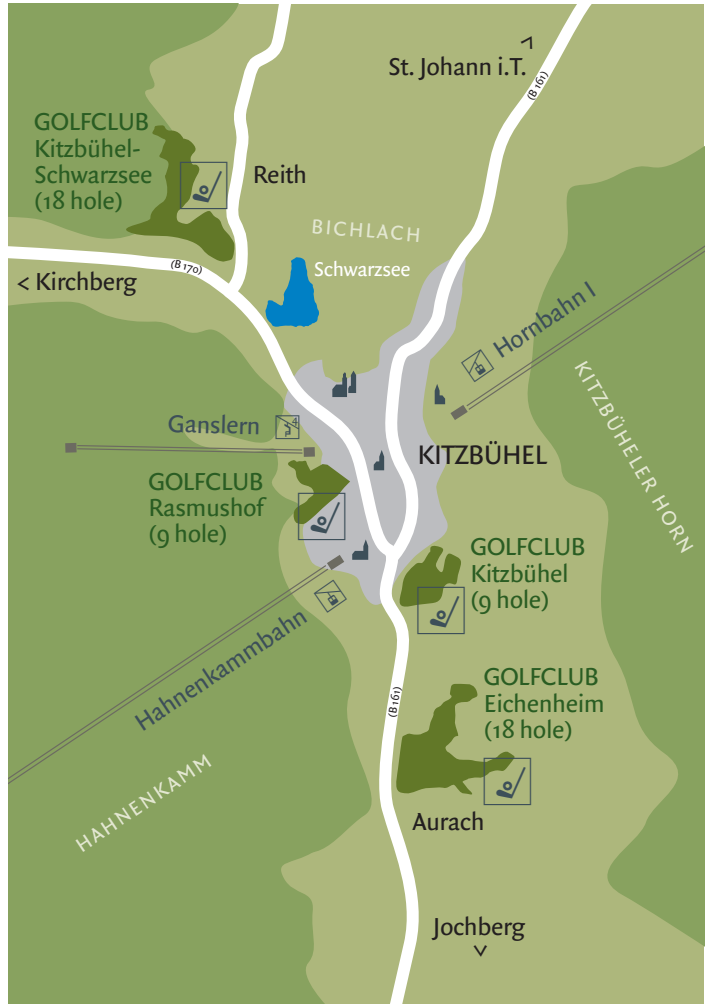 St. Johann i.T.
(B 161)
GOLFCLUB
Kitzbühel-
Schwarzsee
(18 hole)
Reith
BICHLACH
(B 170)
Schwarzsee
< Kirchberg
Hornbahn I
KITZBÜHELER HORN
Ganslern
4
KITZBÜHEL
GOLFCLUB
Rasmushof
(9 hole)
GOLFCLUB
Kitzbühel
(9 hole)
Hahnenkammbahn
GOLFCLUB
Eichenheim
(18 hole)
(B 161)
HAHNENKAMM
Aurach
Jochberg